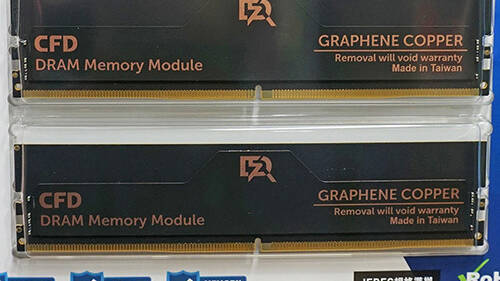 CFD
DRAM Memory Module
GRAPHENE COPPER
Removal will void warranty
Made in Taiwan
CFD
DRAM Memory Module
GRAPHENE COPPER
Removal will void warranty
Made in Taiwan